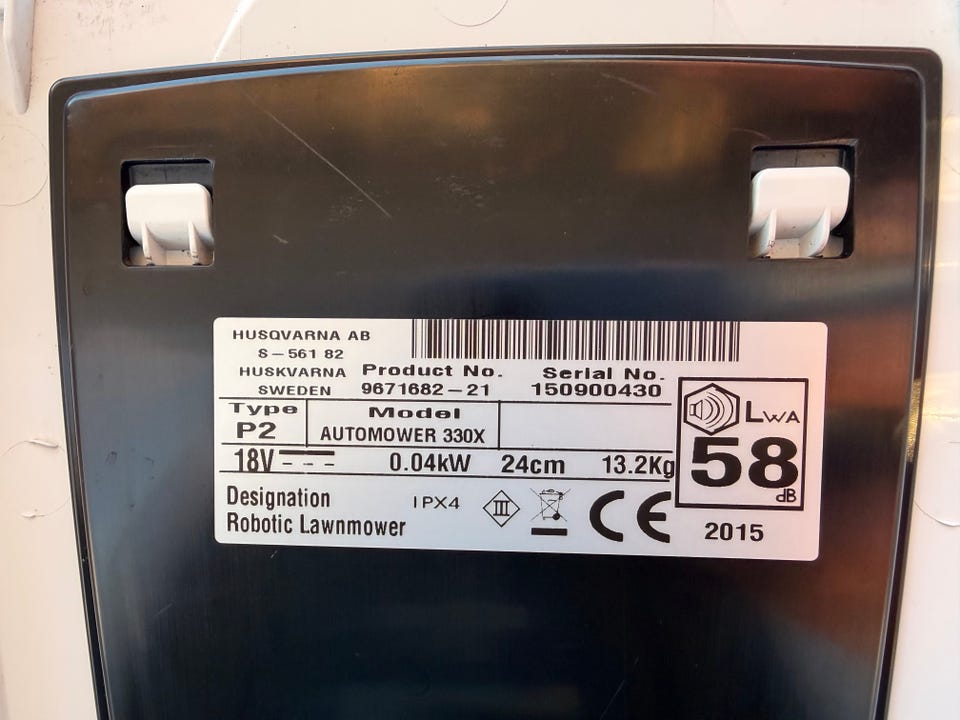 HUSQVARNA AB
S-561 82
HUSKVARNA
SWEDEN
Product No. Serial No.
9671682-21 150900430
Type Model
P2 AUTOMOWER 330X
18V 0.04kW 24cm 13.2Kg
LWA
58
dB
Designation
Robotic Lawnmower
IPX4 III CE 2015